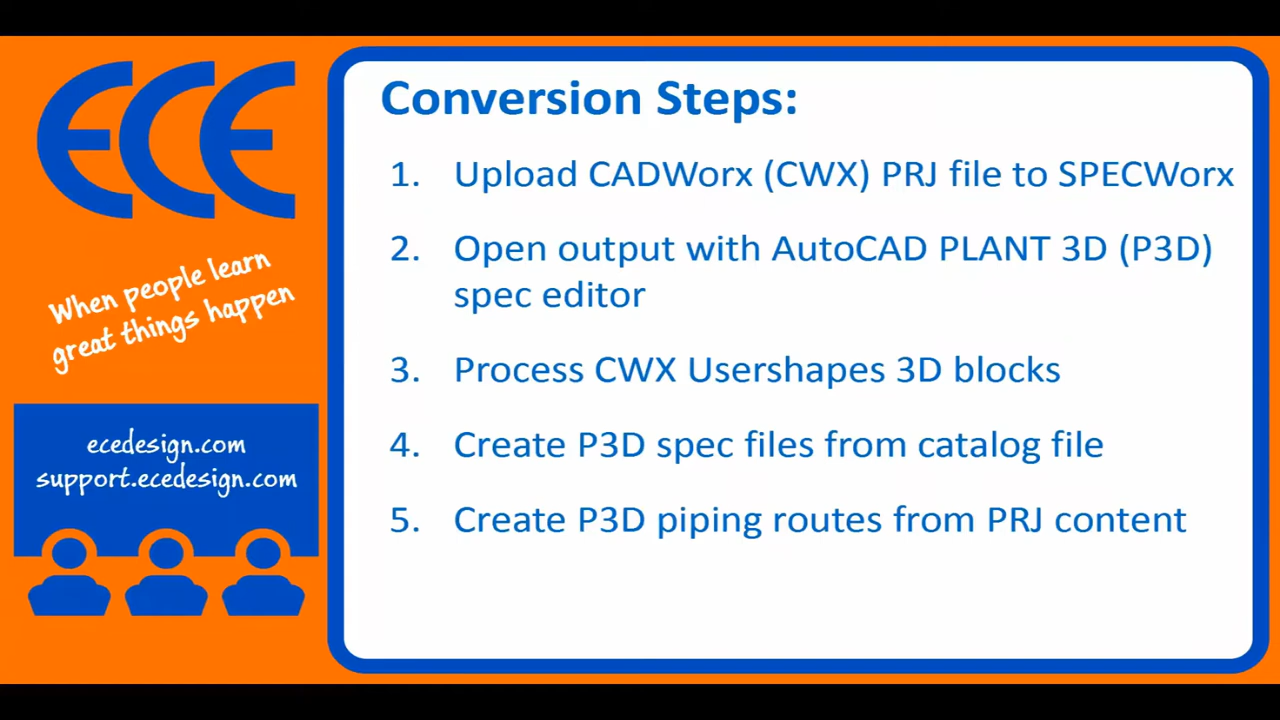 ECE
When people learn
great things happen
ecedesign.com
support.ecedesign.com
Conversion Steps:
1. Upload CADWorx (CWX) PRJ file to SPECWorx
2. Open output with AutoCAD PLANT 3D (P3D)
spec editor
3. Process CWX Usershapes 3D blocks
4. Create P3D spec files from catalog file
5. Create P3D piping routes from PRJ content